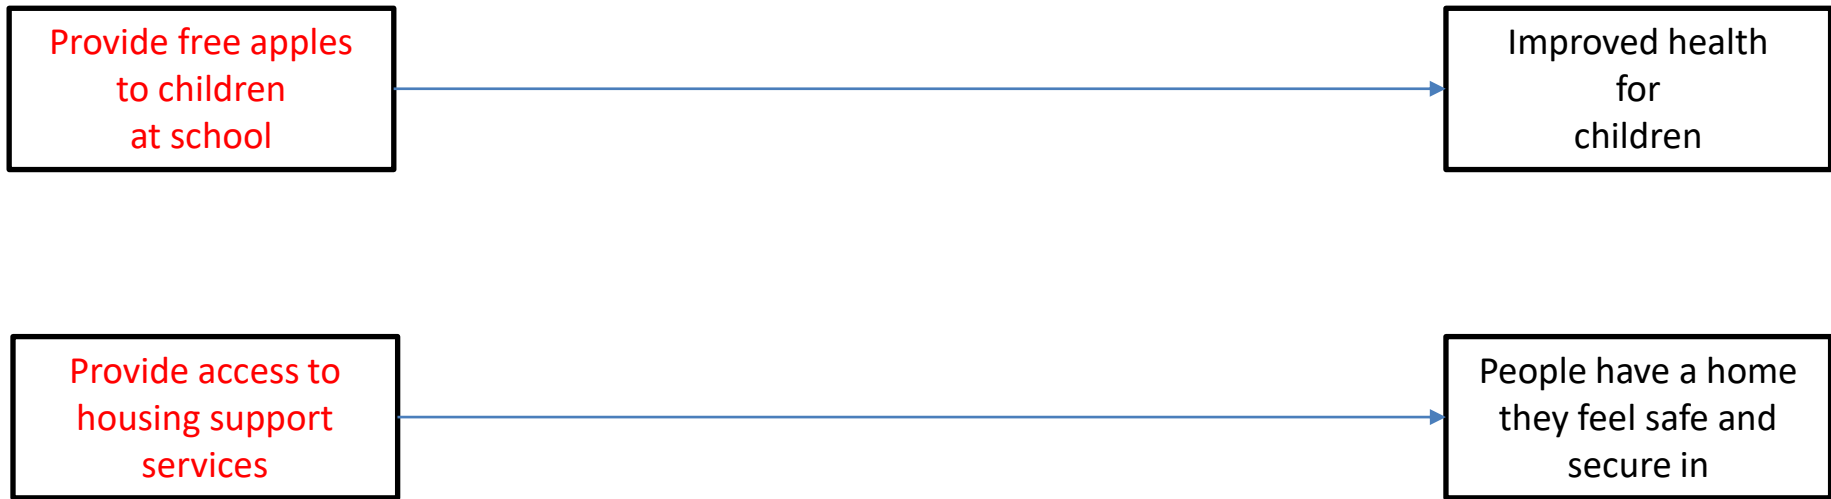 Provide free apples
to children
at school
Improved health
for
children
Provide access to
housing support
services
People have a home
they feel safe and
secure in